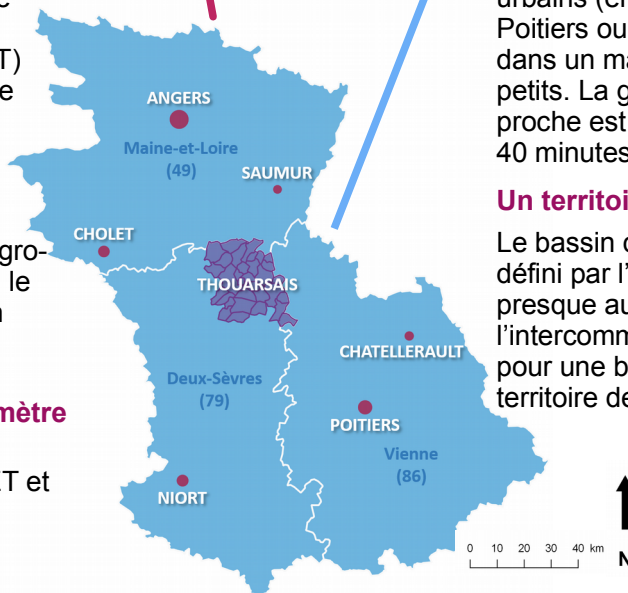 T)
e
gro-
le
mètre
ET et
ANGERS
Maine-et-Loire
(49)
SAUMUR
CHOLET
THOUARSAIS
CHATELLERAULT
Deux-Sèvres
(79)
POITIERS
Vienne
(86)
NIORT
Poitiers ou
dans un ma
petits. La g
proche est
40 minutes
Un territoi
Le bassin
défini par l'
presque au
l'intercomm
pour une b
territoire de
0 10 20 30 40 km
N